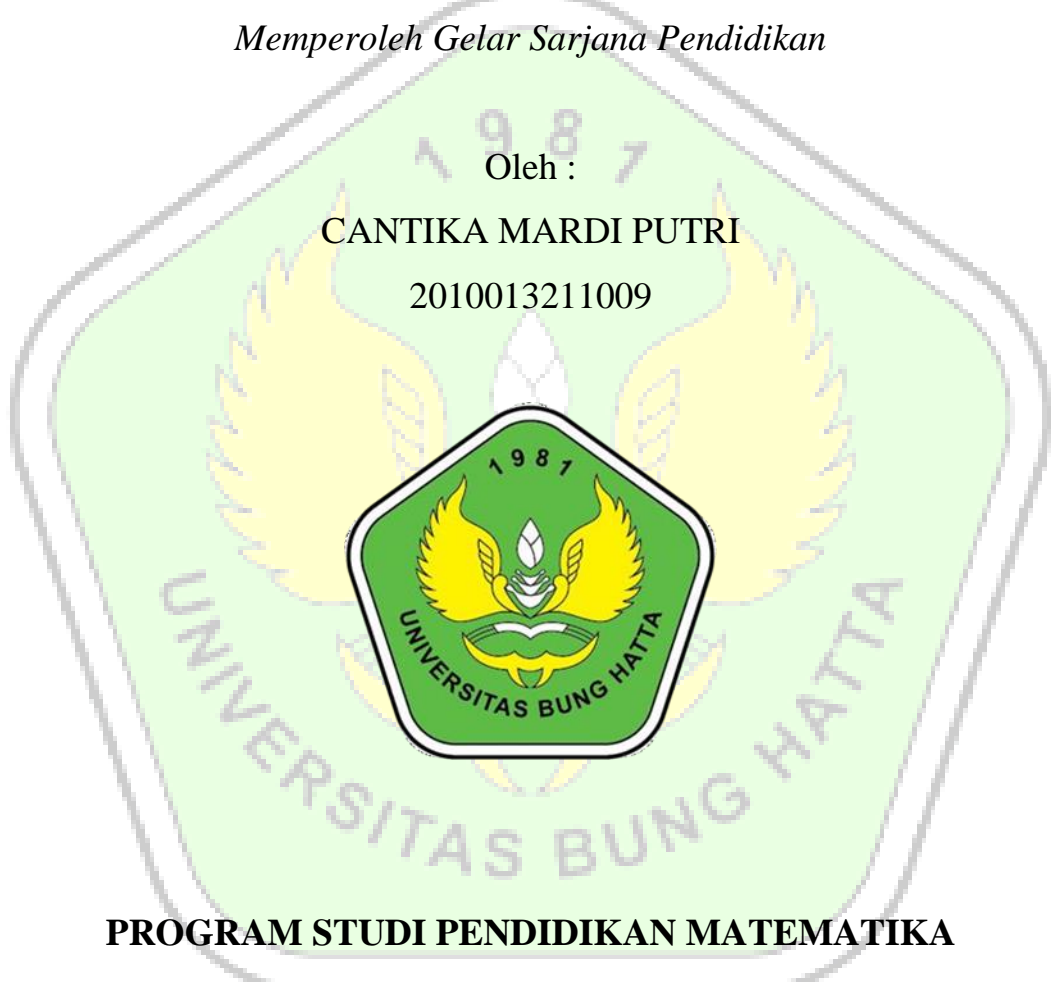 Memperoleh Gelar Sarjana Pendidikan
1981
Oleh :
CANTIKA MARDI PUTRI
2010013211009
1981
UNIVERSITAS BUNG HATTA
UNIVERSITAS BUNG HATTA
PROGRAM STUDI PENDIDIKAN MATEMATIKA